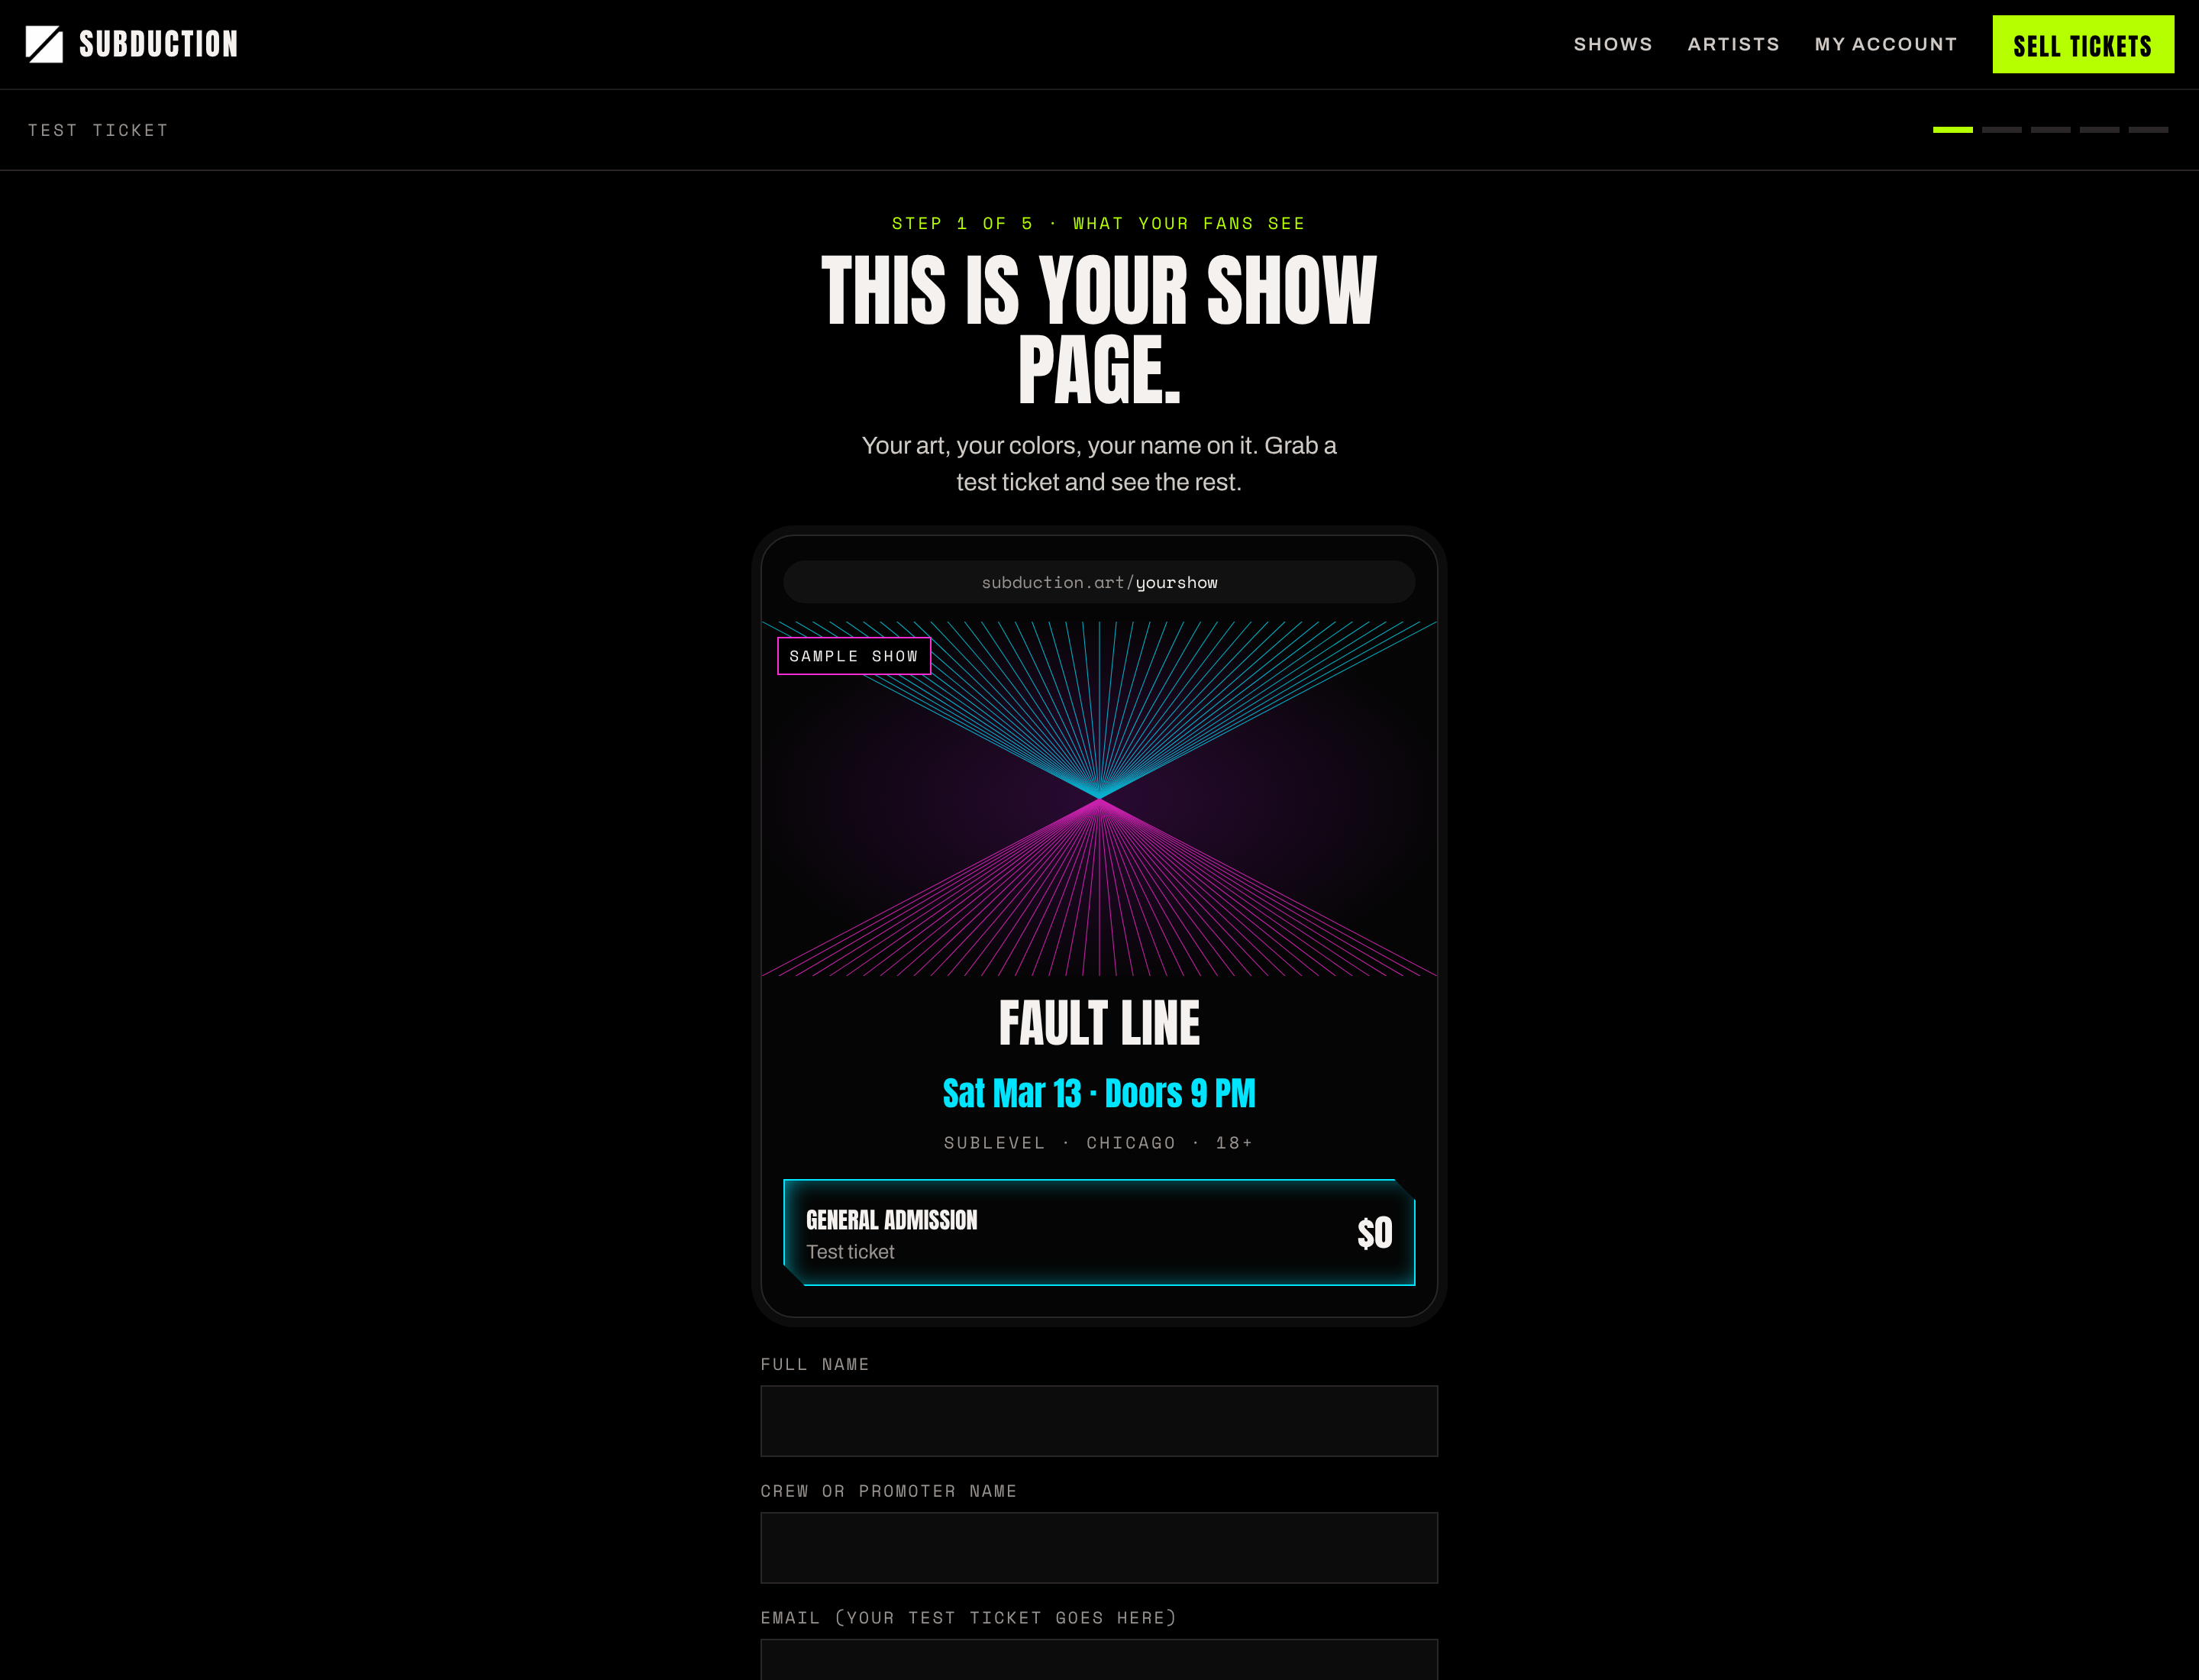 SUBDUCTION
SHOWS
ARTISTS
MY ACCOUNT
SELL TICKETS
TEST TICKET
STEP 1 OF 5 · WHAT YOUR FANS SEE
THIS IS YOUR SHOW
PAGE.
Your art, your colors, your name on it. Grab a
test ticket and see the rest.
subduction.art/yourshow
SAMPLE SHOW
FAULT LINE
Sat Mar 13 · Doors 9 PM
SUBLEVEL · CHICAGO · 18+
GENERAL ADMISSION
Test ticket
$0
FULL NAME
CREW OR PROMOTER NAME
EMAIL (YOUR TEST TICKET GOES HERE)